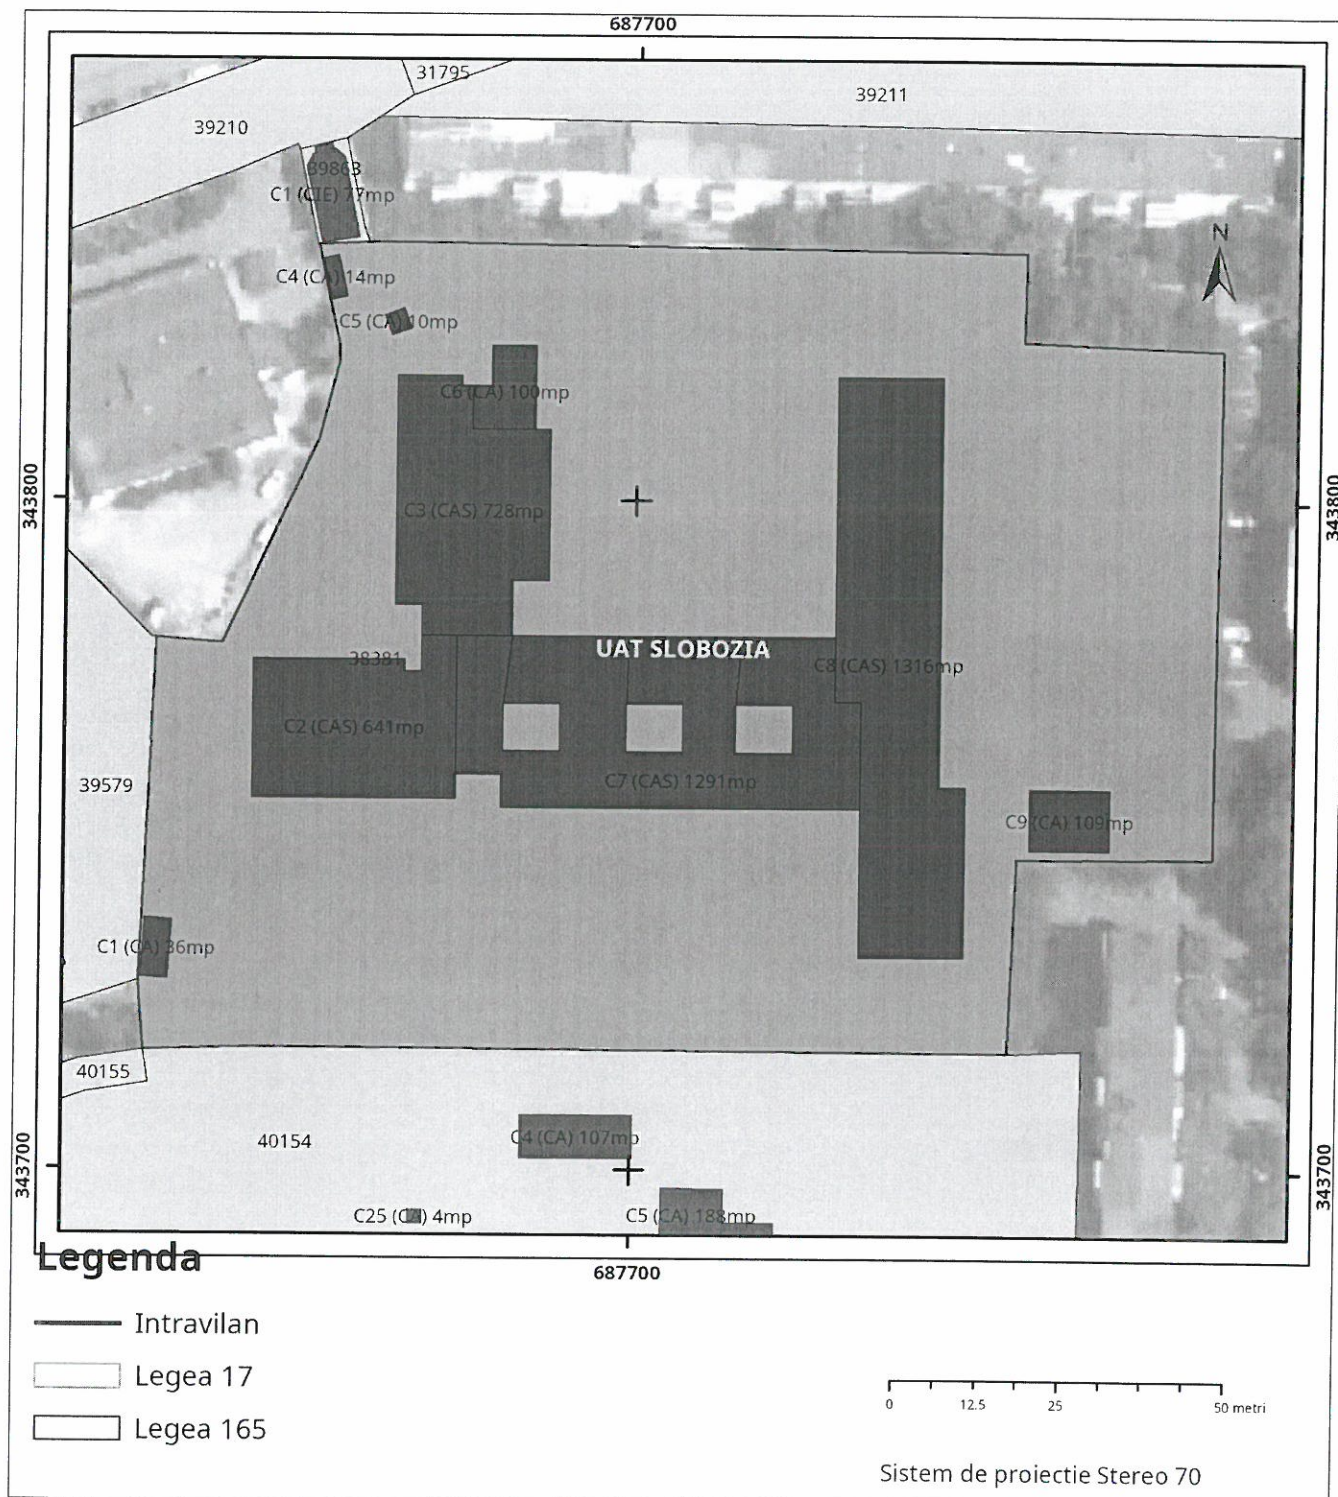 687700
31795
39211
39210
39863
C1 (CIE) 77mp
N
C4 (CA) 14mp
C5 (CA) 10mp
C6 (CA) 100mp
343800
343800
C3 (CAS) 728mp
UAT SLOBOZIA
38381
C8 (CAS) 1316mp
C2 (CAS) 641mp
39579
C7 (CAS) 1291mp
C9 (CA) 109mp
C1 (CA) 36mp
40155
40154
C4 (CA) 107mp
343700
343700
C25 (CA) 4mp
C5 (CA) 188mp
Legenda
687700
Intravilan
Legea 17
Legea 165
0 12.5 25 50 metri
Sistem de proiectie Stereo 70